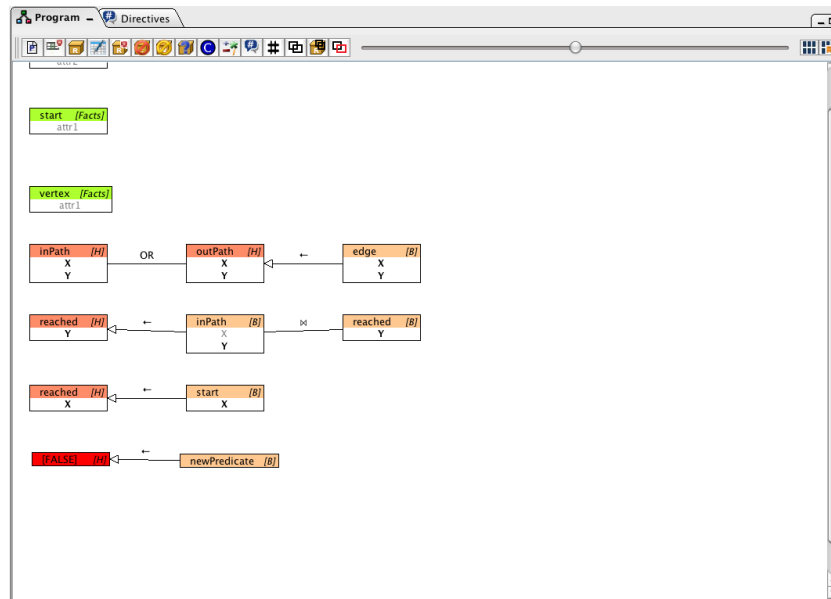 Program
Directives
start [Facts]
attr1
vertex [Facts]
attr1
inPath [H]
X
Y
OR
outPath [H]
X
Y
←
edge [B]
X
Y
reached [H]
Y
←
inPath [B]
X
Y
⋈
reached [B]
Y
reached [H]
X
←
start [B]
X
[FALSE] [H]
←
newPredicate [B]